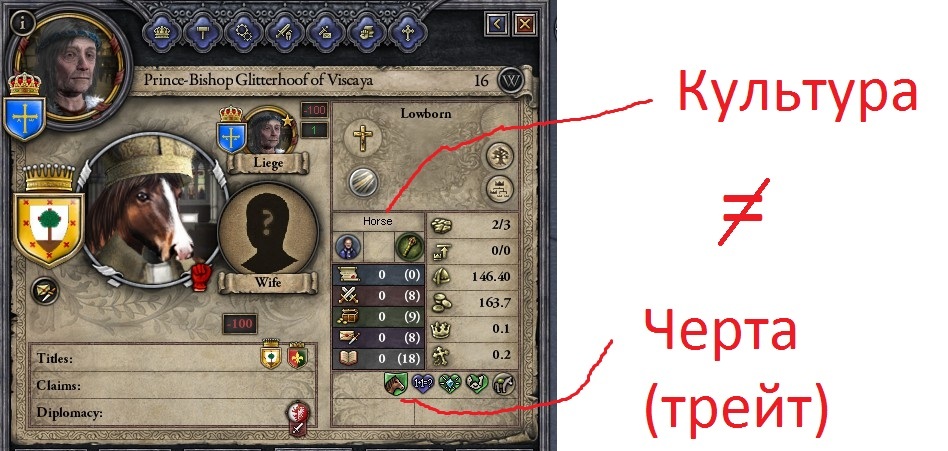 Prince-Bishop Glitterhoof of Viscaya 16 W
Lowborn
-100
1
Liege
Horse
2/3
0/0
Wife
0 (0) 146.40
0 (8) 163.7
0 (9) 0.1
0 (8) 0.2
0 (18)
-100
1+1=?
Titles:
Claims:
Diplomacy:
Культура
≠
Черта
(трейт)